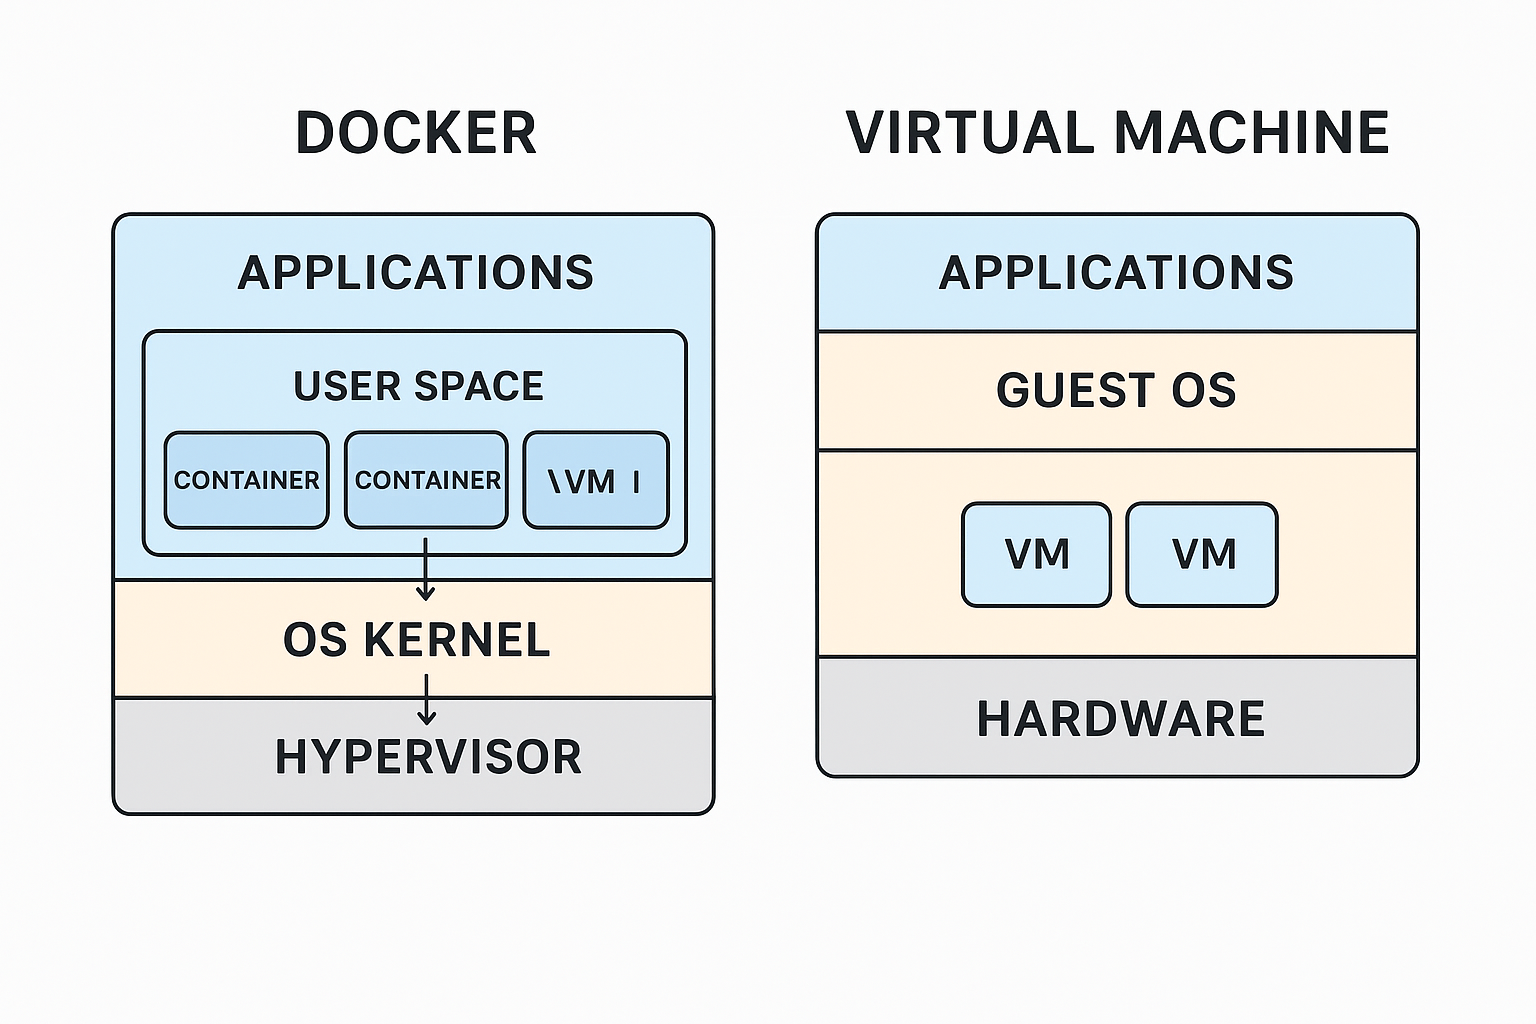 DOCKER
APPLICATIONS
USER SPACE
CONTAINER
CONTAINER
\VM I
OS KERNEL
HYPERVISOR
VIRTUAL MACHINE
APPLICATIONS
GUEST OS
VM
VM
HARDWARE